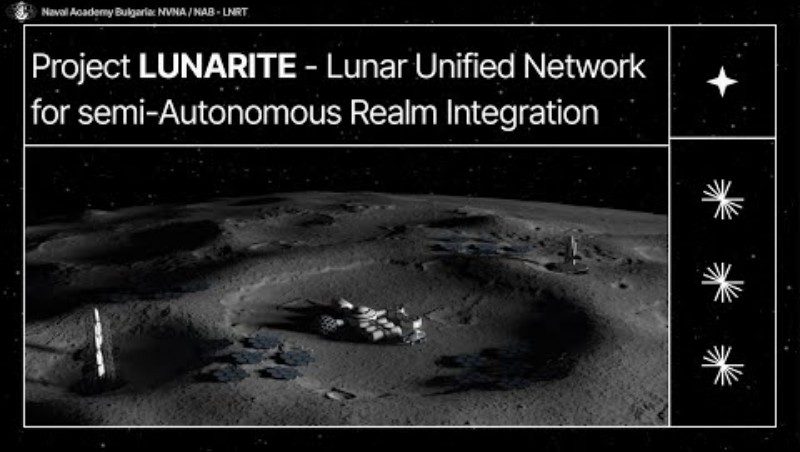 Naval Academy Bulgaria: NVNA / NAB - LNRT
Project LUNARITE - Lunar Unified Network
for semi-Autonomous Realm Integration